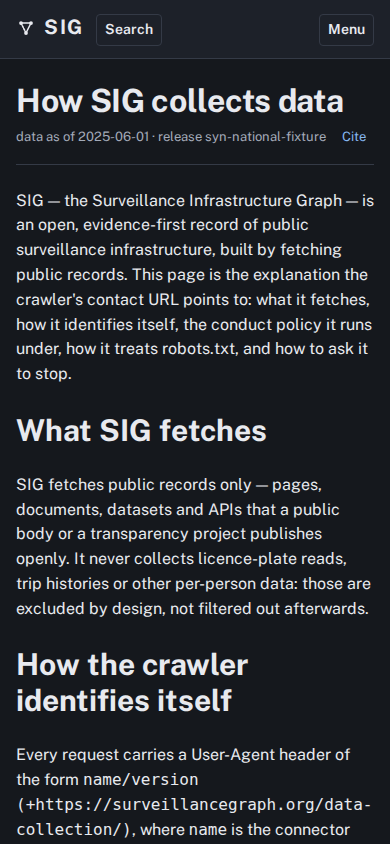 SIG Search Menu
How SIG collects data
data as of 2025-06-01 · release syn-national-fixture Cite
SIG — the Surveillance Infrastructure Graph — is
an open, evidence-first record of public
surveillance infrastructure, built by fetching
public records. This page is the explanation the
crawler's contact URL points to: what it fetches,
how it identifies itself, the conduct policy it runs
under, how it treats robots.txt, and how to ask it
to stop.
What SIG fetches
SIG fetches public records only — pages,
documents, datasets and APIs that a public
body or a transparency project publishes
openly. It never collects licence-plate reads,
trip histories or other per-person data: those are
excluded by design, not filtered out afterwards.
How the crawler
identifies itself
Every request carries a User-Agent header of
the form name/version
(+https://surveillancegraph.org/data-
collection/), where name is the connector